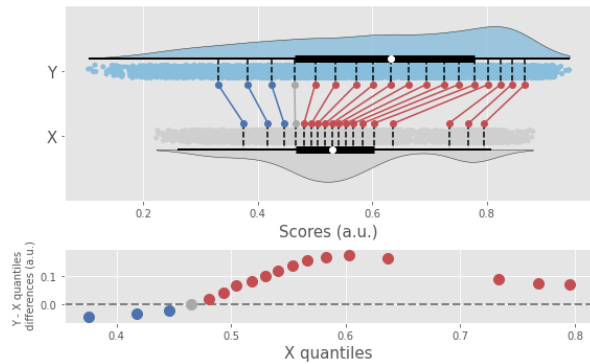 Y
X
0.2 0.4 0.6 0.8
Scores (a.u.)
Y - X quantiles
differences (a.u.)
0.1
0.0
0.4 0.5 0.6 0.7 0.8
X quantiles